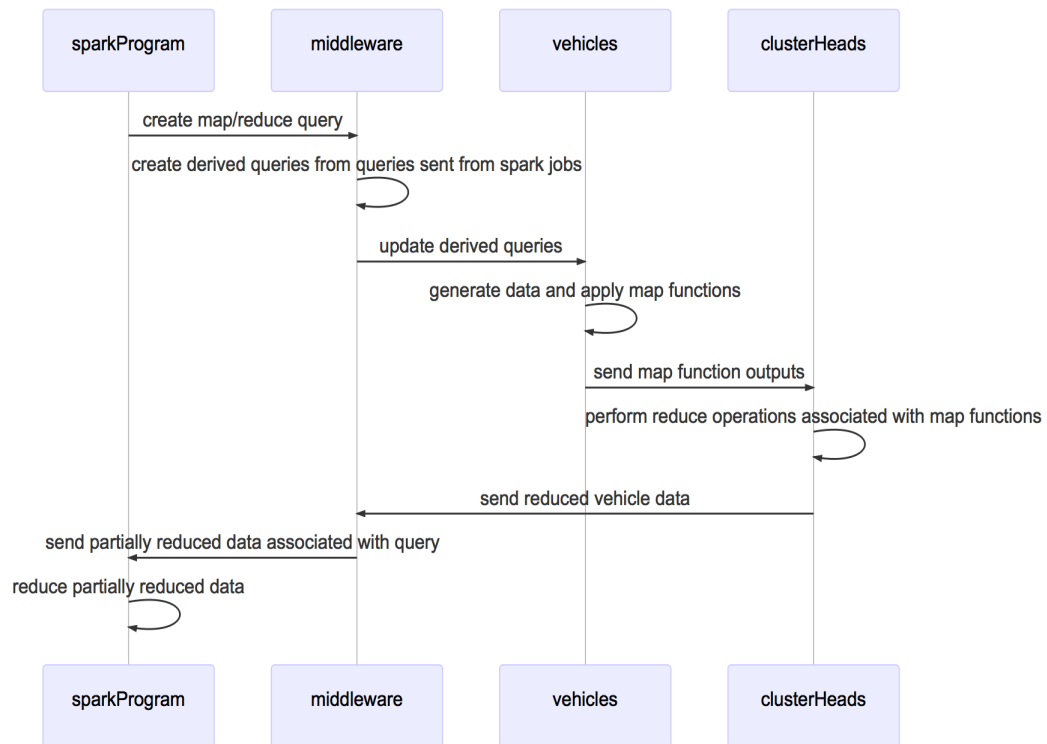 sparkProgram
middleware
vehicles
clusterHeads
create map/reduce query
create derived queries from queries sent from spark jobs
update derived queries
generate data and apply map functions
send map function outputs
perform reduce operations associated with map functions
send reduced vehicle data
send partially reduced data associated with query
reduce partially reduced data
sparkProgram
middleware
vehicles
clusterHeads